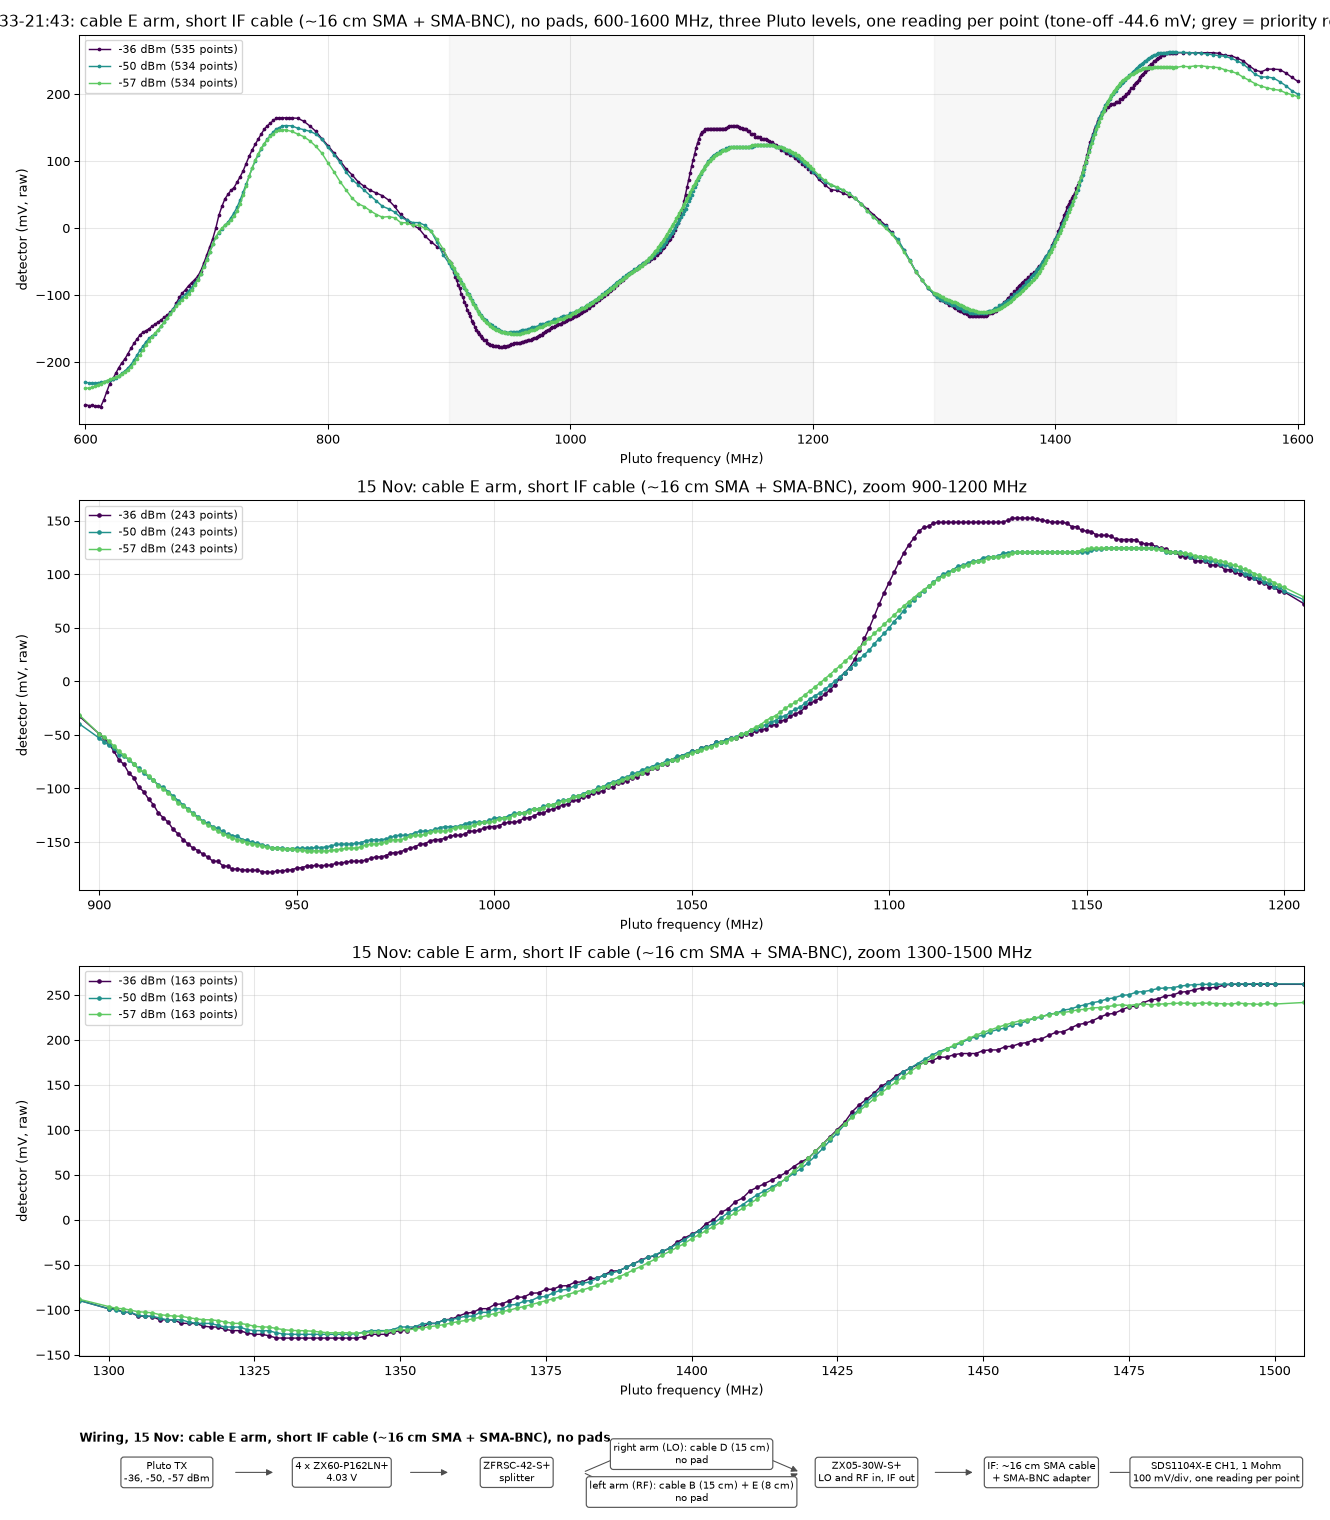 33-21:43: cable E arm, short IF cable (~16 cm SMA + SMA-BNC), no pads, 600-1600 MHz, three Pluto levels, one reading per point (tone-off -44.6 mV; grey = priority
-36 dBm (535 points)
-50 dBm (534 points)
-57 dBm (534 points)
detector (mV, raw)
200
100
0
−100
−200
600
800
1000
1200
1400
1600
Pluto frequency (MHz)
15 Nov: cable E arm, short IF cable (~16 cm SMA + SMA-BNC), zoom 900-1200 MHz
-36 dBm (243 points)
-50 dBm (243 points)
-57 dBm (243 points)
detector (mV, raw)
150
100
50
0
−50
−100
−150
900
950
1000
1050
1100
1150
1200
Pluto frequency (MHz)
15 Nov: cable E arm, short IF cable (~16 cm SMA + SMA-BNC), zoom 1300-1500 MHz
-36 dBm (163 points)
-50 dBm (163 points)
-57 dBm (163 points)
detector (mV, raw)
250
200
150
100
50
0
−50
−100
−150
1300
1325
1350
1375
1400
1425
1450
1475
1500
Pluto frequency (MHz)
Wiring, 15 Nov: cable E arm, short IF cable (~16 cm SMA + SMA-BNC), no pads
Pluto TX
-36, -50, -57 dBm
4 x ZX60-P162LN+
4.03 V
ZFRSC-42-S+
splitter
right arm (LO): cable D (15 cm)
no pad
left arm (RF): cable B (15 cm) + E (8 cm)
no pad
ZX05-30W-S+
LO and RF in, IF out
IF: ~16 cm SMA cable
+ SMA-BNC adapter
SDS1104X-E CH1, 1 Mohm
100 mV/div, one reading per point